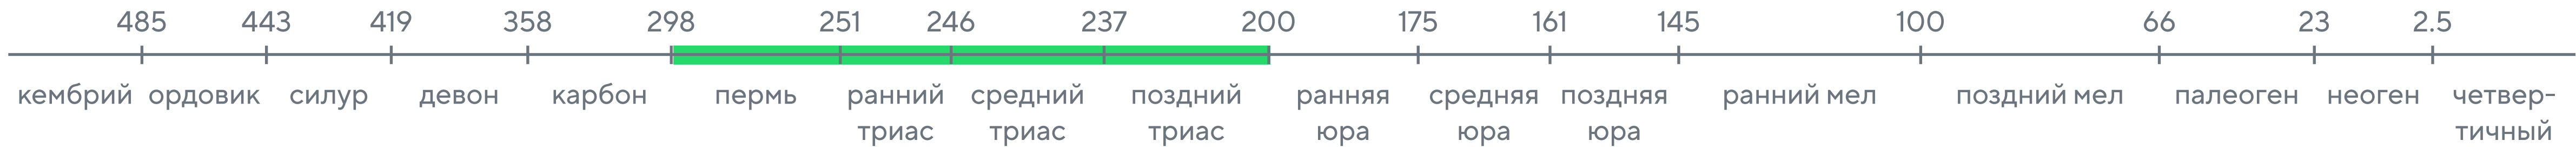 485 443 419 358 298 251 246 237 200 175 161 145 100 66 23 2.5
кембрий ордовик силур девон карбон пермь ранний средний поздний ранняя средняя поздняя ранний мел поздний мел палеоген неоген четвер-
триас триас триас юра юра юра тичный